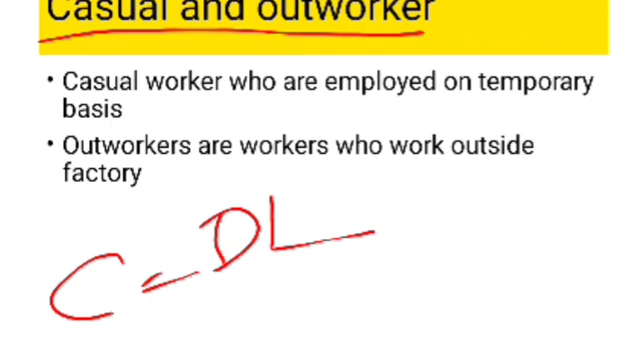 Casual and outworker
• Casual worker who are employed on temporary
basis
• Outworkers are workers who work outside
factory
C = DL